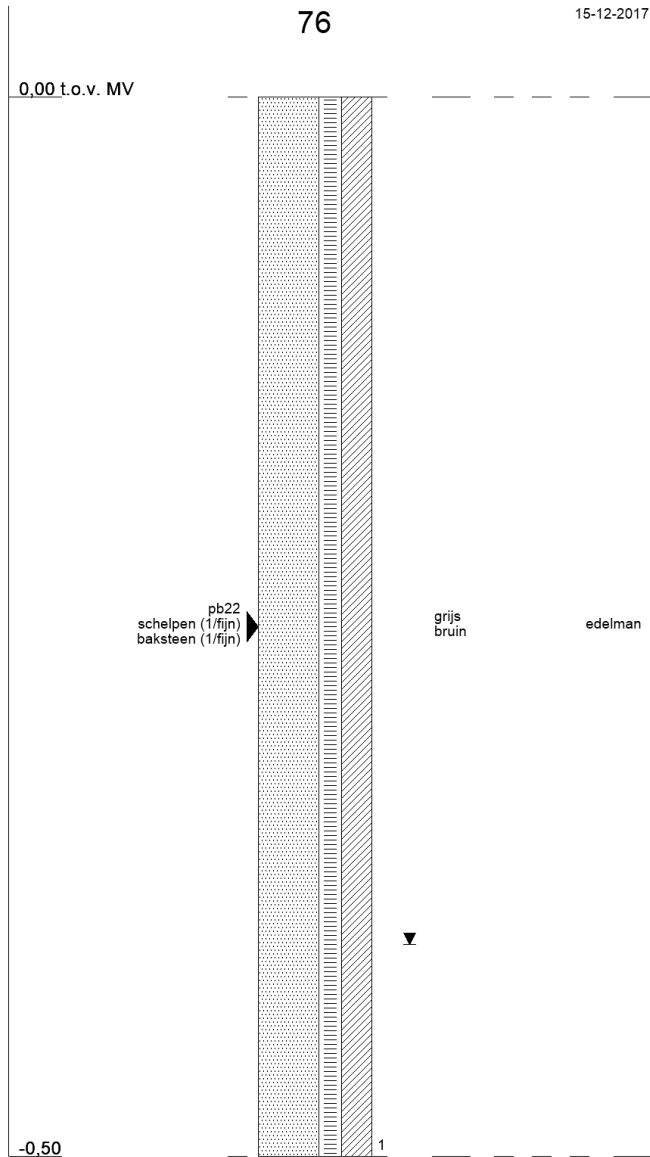 76
15-12-2017
0,00 t.o.v. MV
pb22
schelpen (1/fijn)
baksteen (1/fijn)
grijs
bruin
edelman
1
-0,50